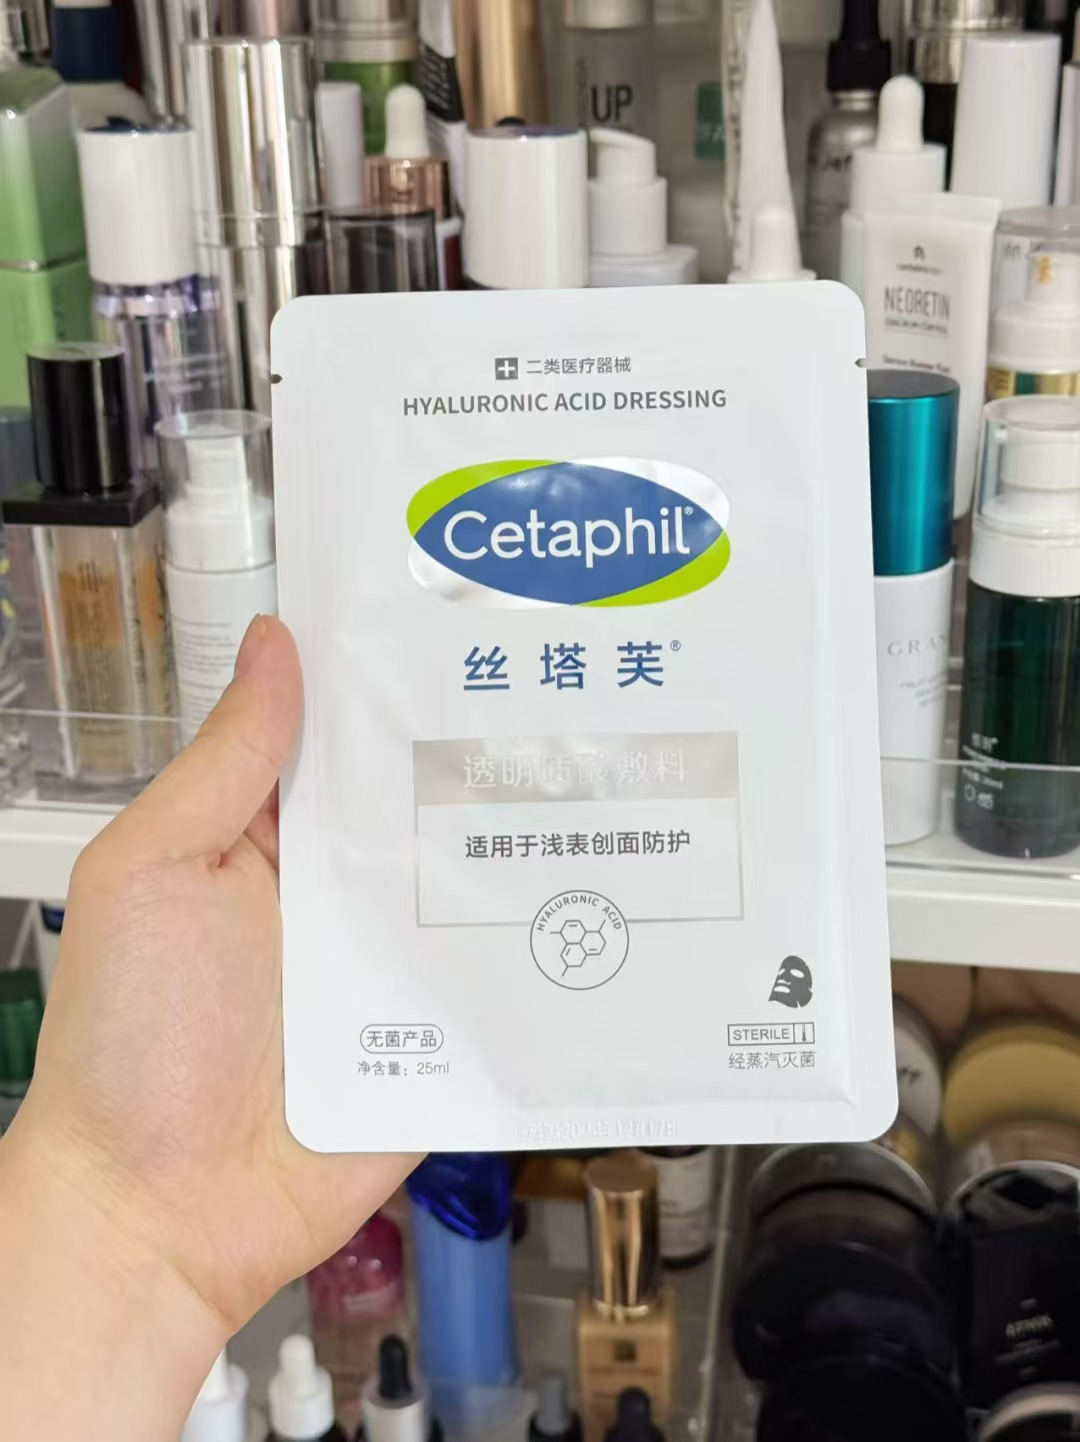 UP
NEORETIN
二类医疗器械
HYALURONIC ACID DRESSING
Cetaphil®
丝塔芙®
透明质酸敷料
适用于浅表创面防护
HYALURONIC ACID
无菌产品
净含量：25ml
STERILE
经蒸汽灭菌